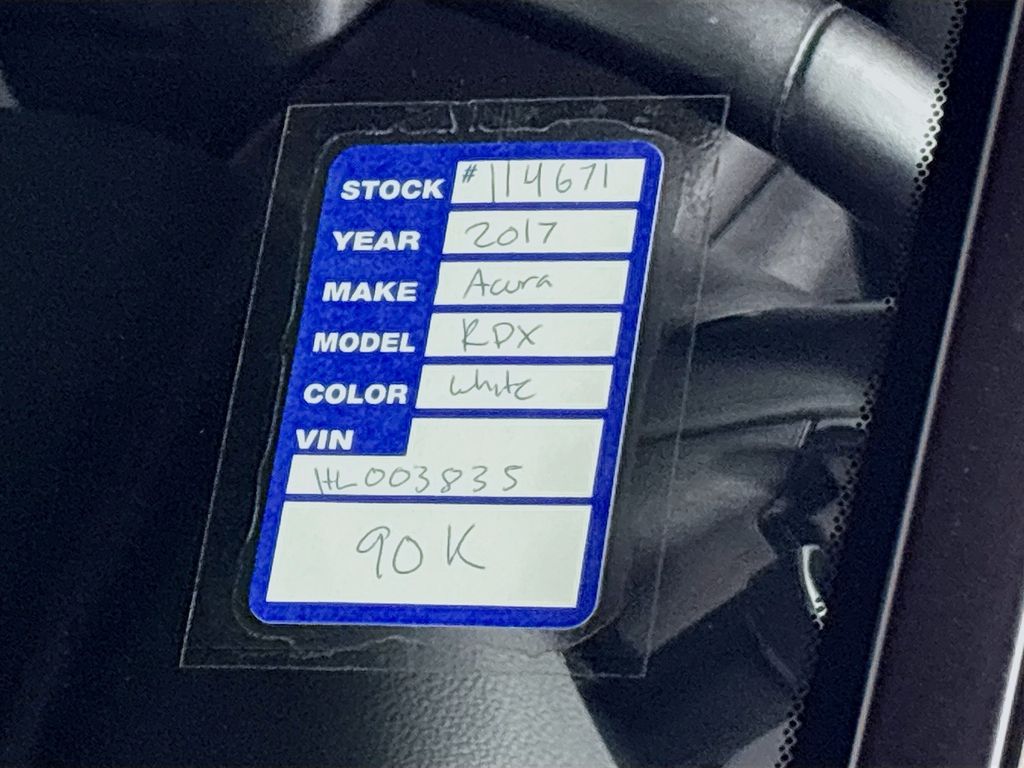 STOCK # 114671
YEAR 2017
MAKE Acura
MODEL RDX
COLOR White
VIN
HL003835
90K